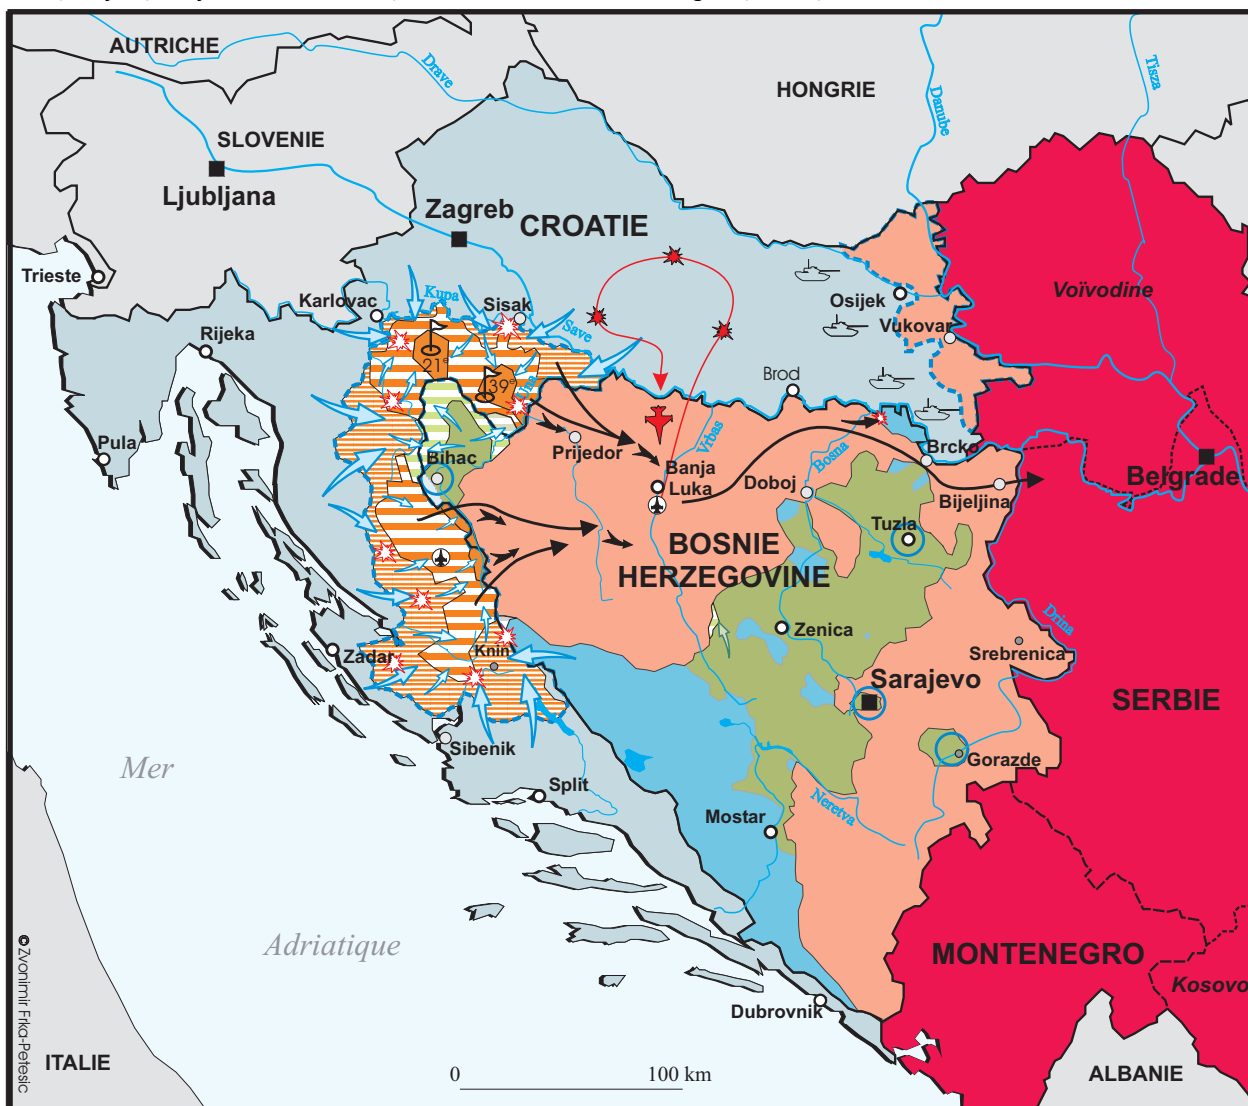 AUTRICHE
Drave
HONGRIE
Danube
Tisza
SLOVENIE
Ljubljana
Zagreb
CROATIE
Trieste
Karlovac
Kupa
Sisak
Save
Osijek
Voïvodine
Rijeka
Vukovar
21e
39e
Una
Brod
Pula
Bihac
Prijedor
Vrbas
Banja
Luka
Bosna
Doboj
Brcko
Bijeljina
Belgrade
Tuzla
BOSNIE
HERZEGOVINE
Drina
Zenica
Srebrenica
Zadar
Knin
Sarajevo
SERBIE
Sibenik
Gorazde
Mer
Split
Neretva
Mostar
Adriatique
MONTENEGRO
Kosovo
Dubrovnik
© Zvonimir Frka-Petesic
ITALIE
0 100 km
ALBANIE